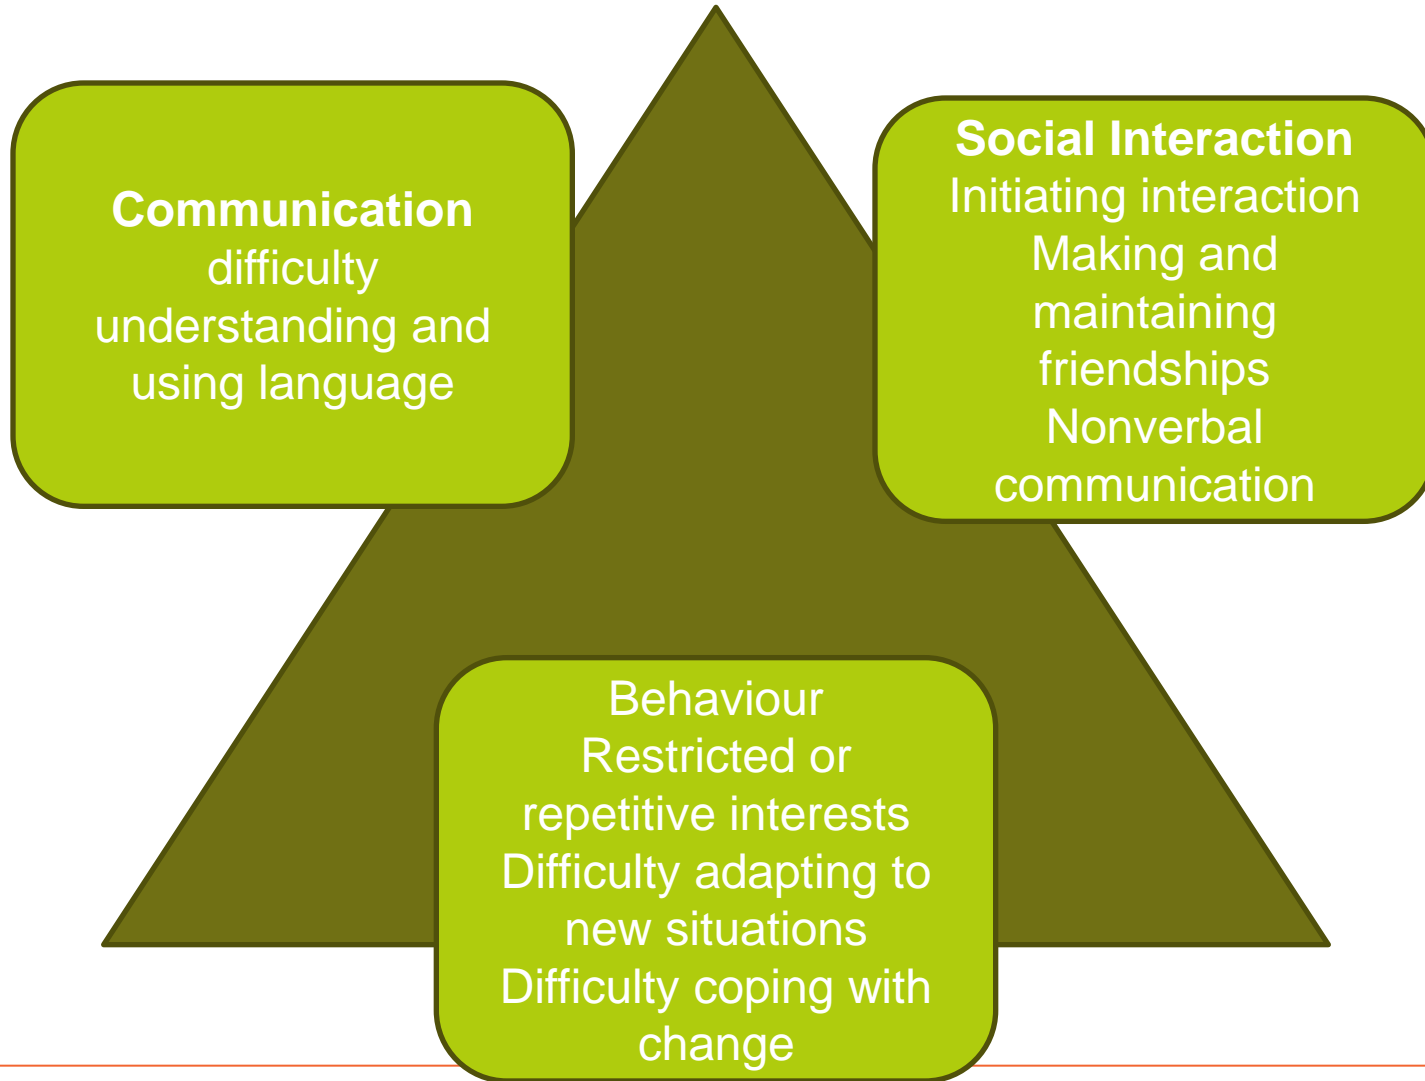 Communication
difficulty
understanding and
using language
Social Interaction
Initiating interaction
Making and
maintaining
friendships
Nonverbal
communication
Behaviour
Restricted or
repetitive interests
Difficulty adapting to
new situations
Difficulty coping with
change